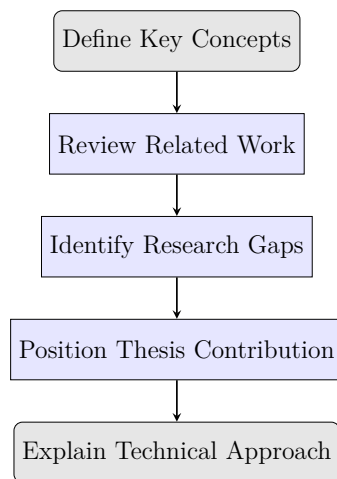 Define Key Concepts
Review Related Work
Identify Research Gaps
Position Thesis Contribution
Explain Technical Approach